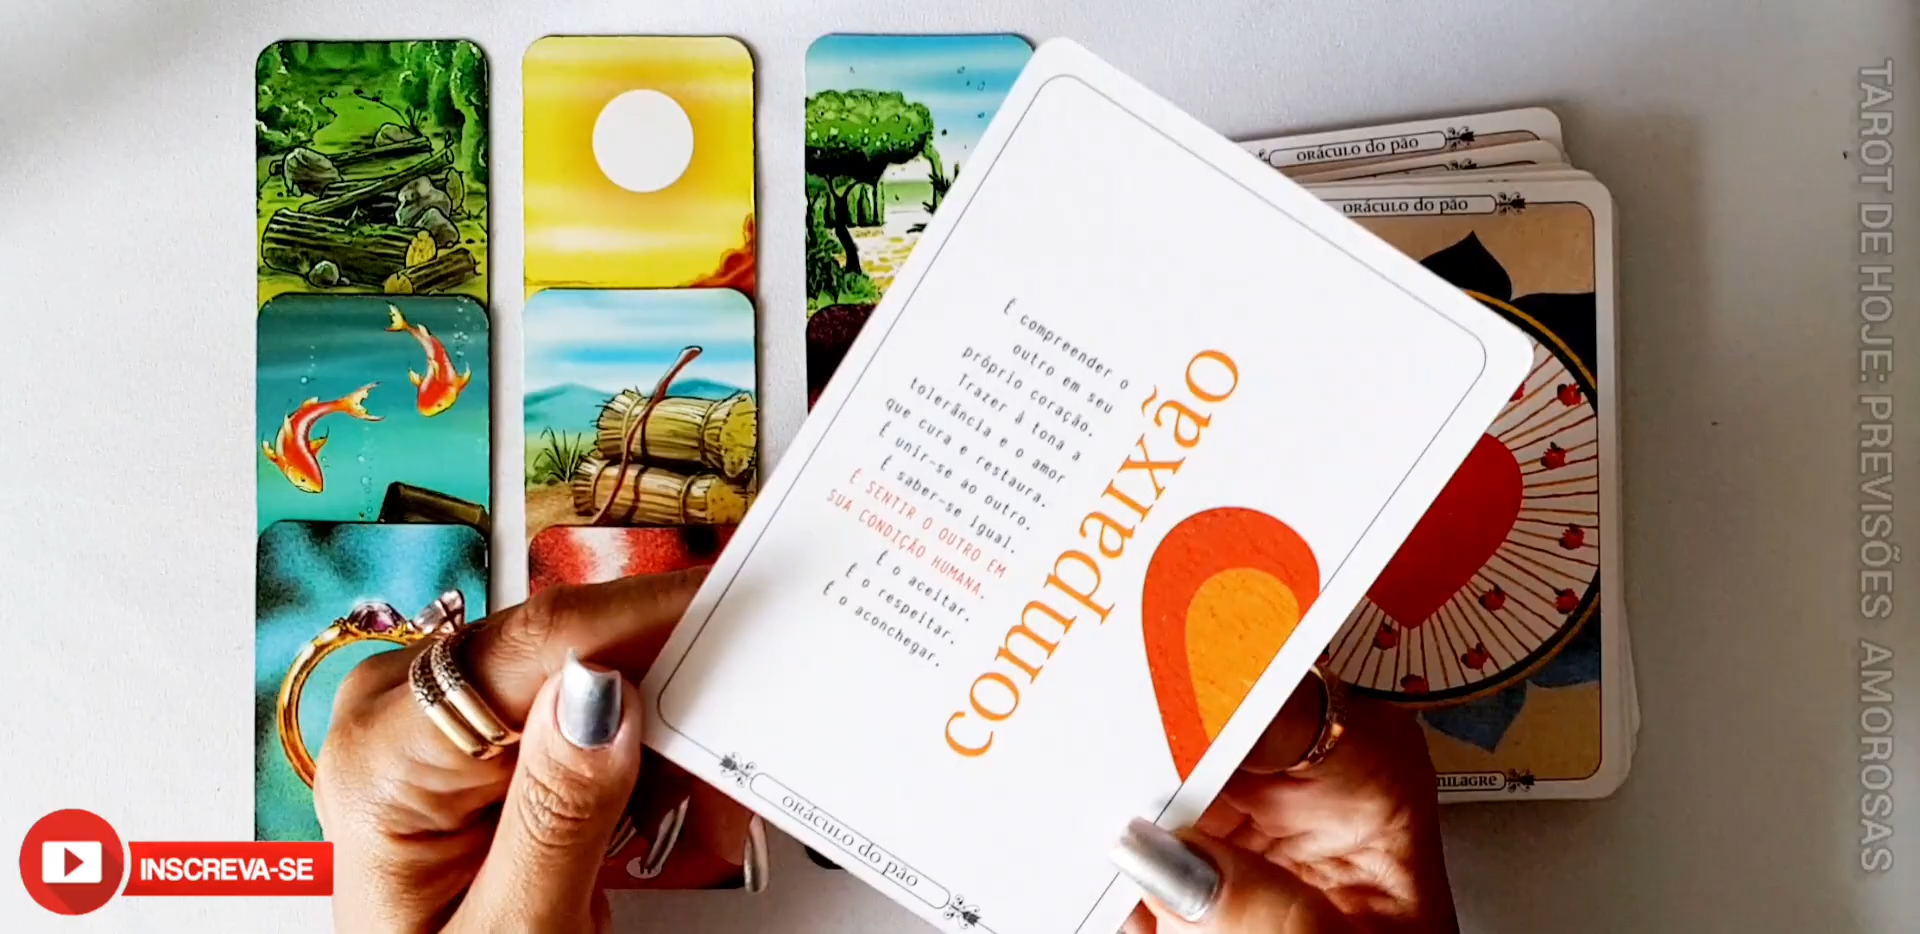 É compreender o
outro em seu
próprio coração.
Trazer à tona a
tolerância e o amor
que cura e restaura.
É unir-se ao outro.
É saber-se igual.
É SENTIR O OUTRO EM
SUA CONDIÇÃO HUMANA.
É o aceitar.
É o respeitar.
É o aconchegar.
compaixão
oráculo do pão
oráculo do pão
oráculo do pão
milagre
INSCREVA-SE
TAROT DE HOJE: PREVISÕES AMOROSAS